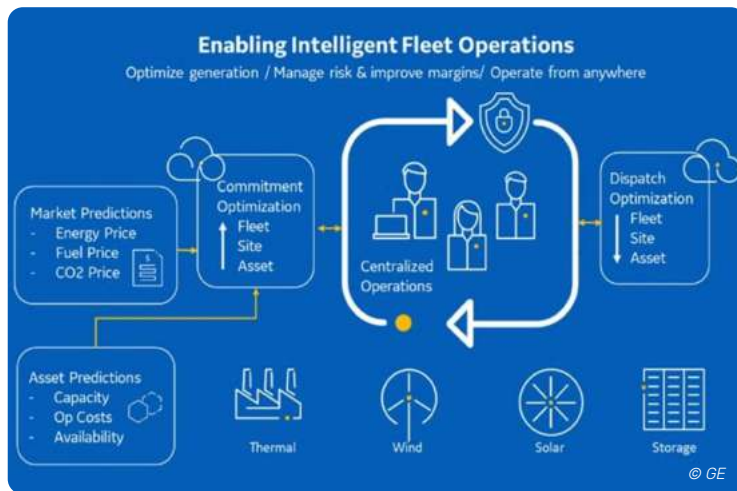 Enabling Intelligent Fleet Operations
Optimize generation / Manage risk & improve margins/ Operate from anywhere
Market Predictions
- Energy Price
- Fuel Price
- CO2 Price
$
Commitment
Optimization
Fleet
Site
Asset
Centralized
Operations
Dispatch
Optimization
Fleet
Site
Asset
Asset Predictions
- Capacity
- Op Costs
- Availability
Thermal
Wind
Solar
Storage
© GE